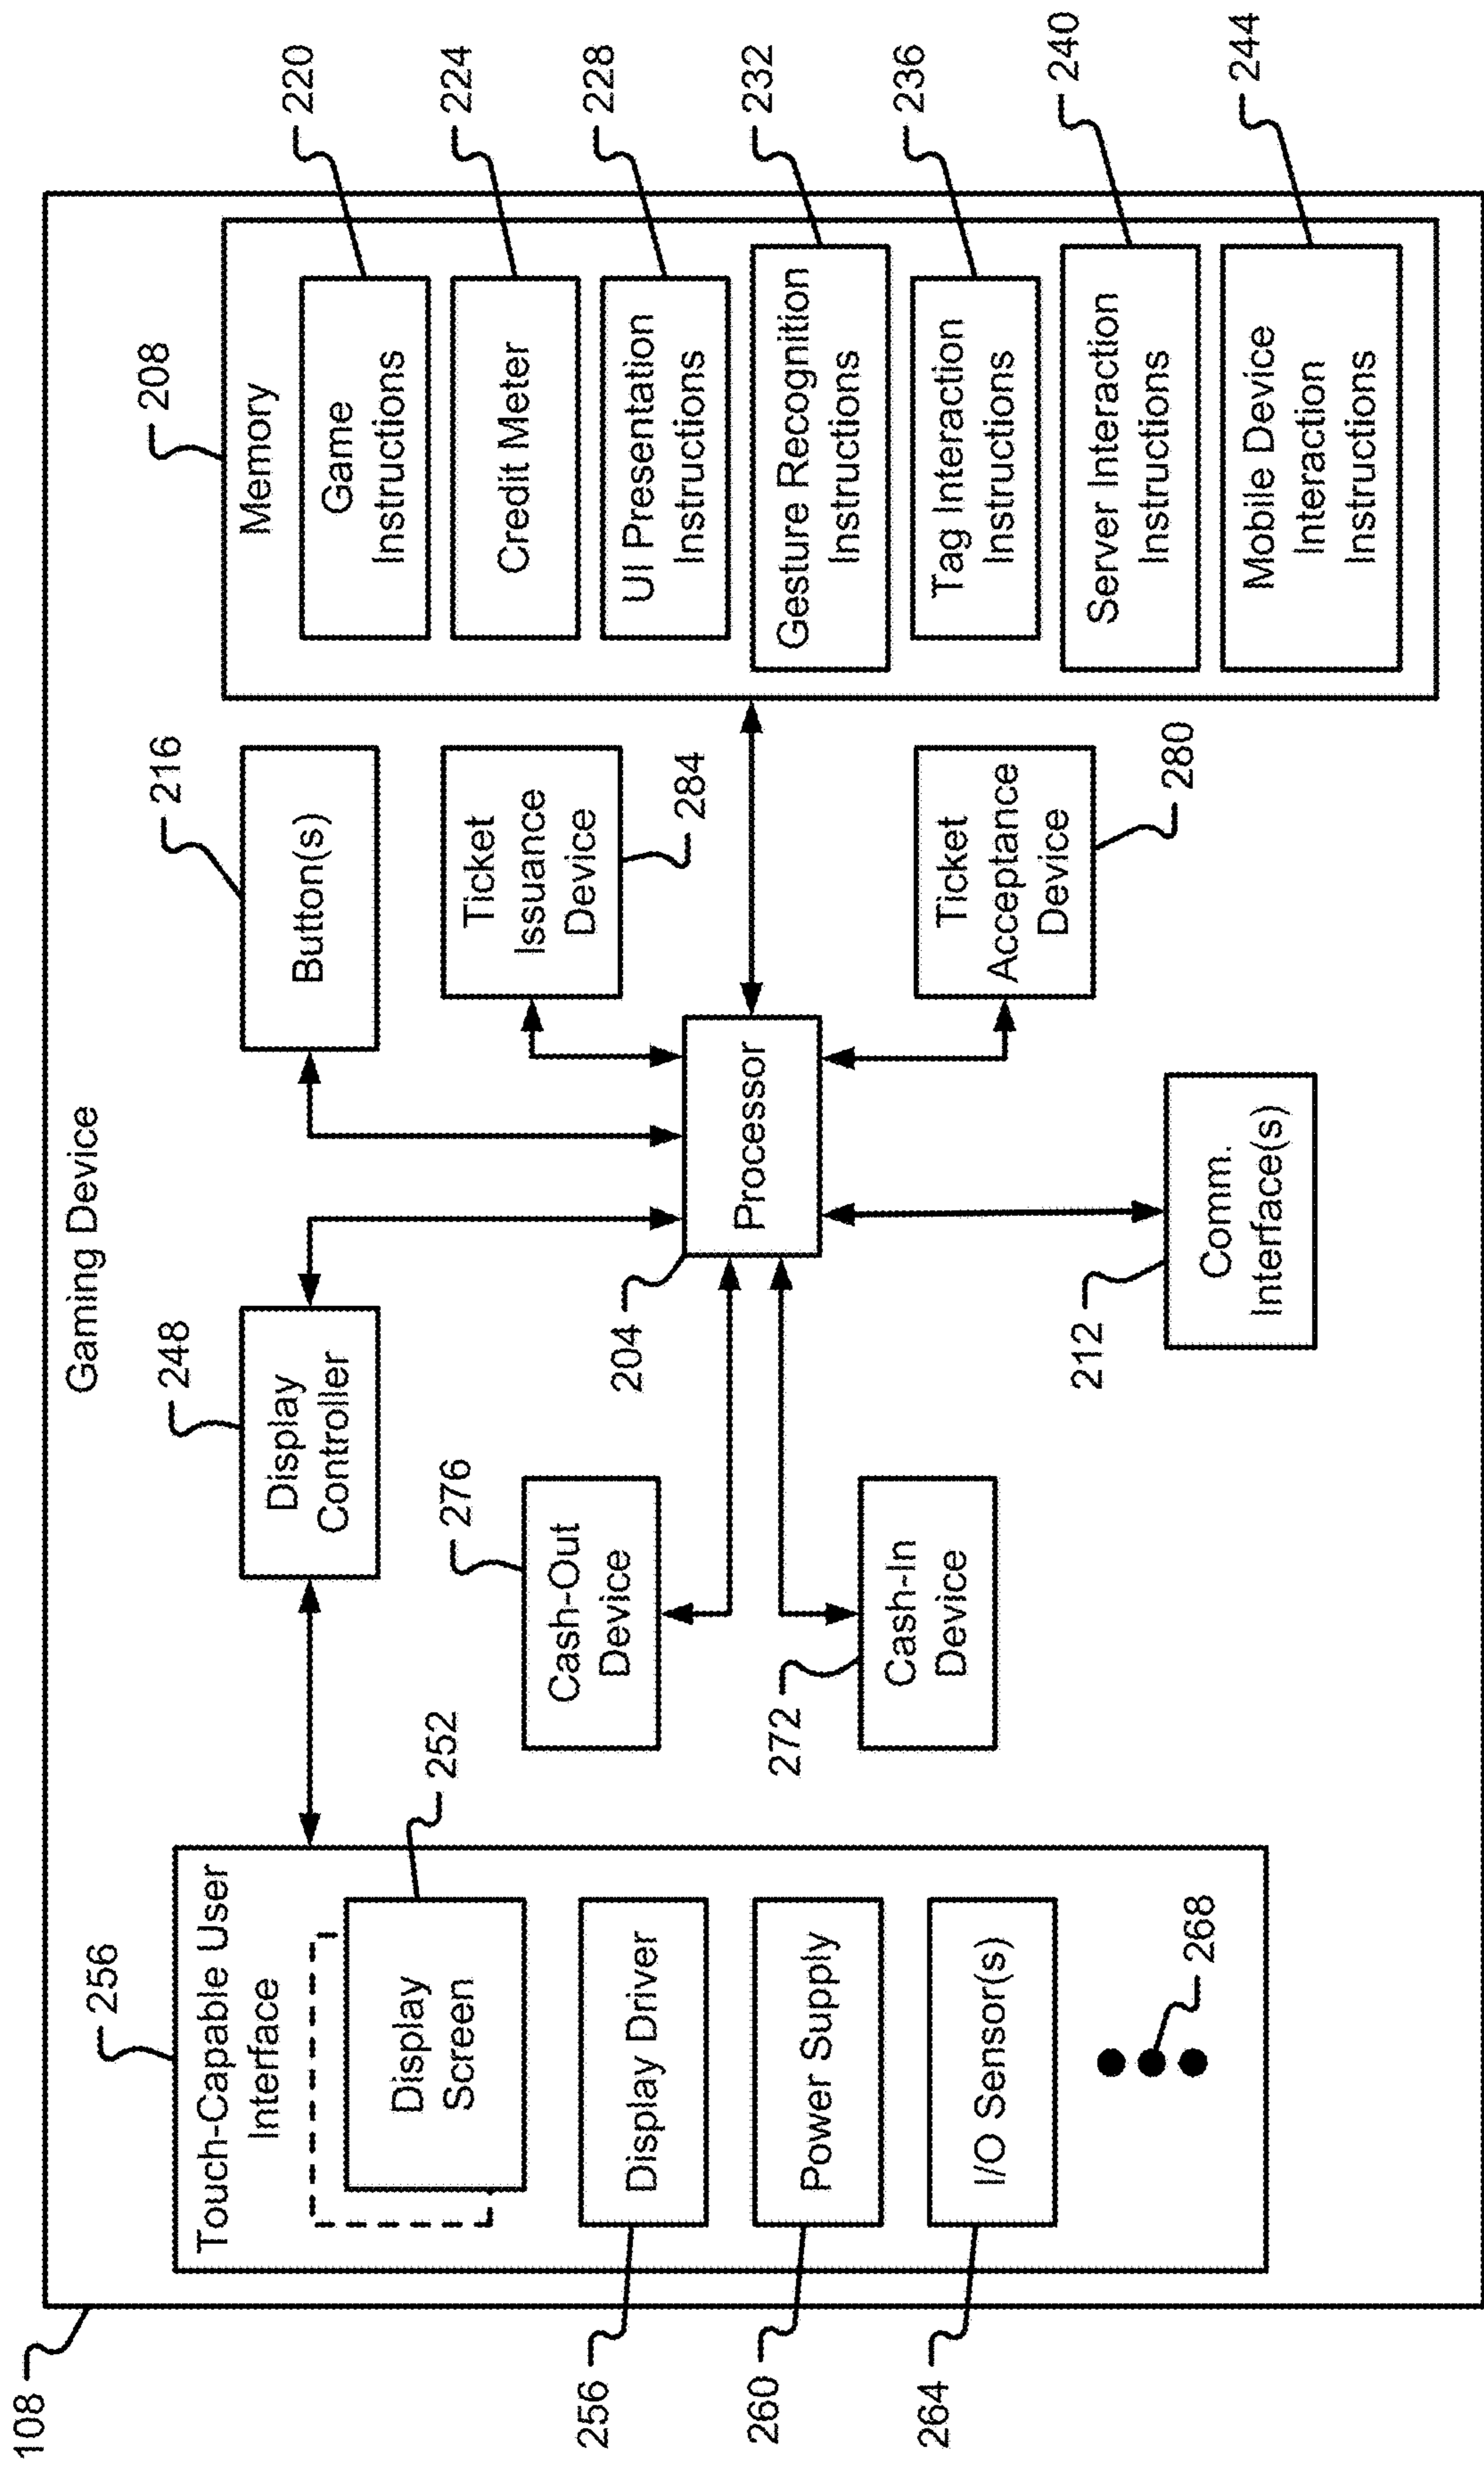 108
Gaming Device
256
Touch-Capable User
Interface
Display
Screen
252
256
Display Driver
260
Power Supply
264
I/O Sensor(s)
268
248
Display
Controller
276
Cash-Out
Device
272
Cash-In
Device
204
Processor
212
Comm.
Interface(s)
216
Button(s)
Ticket
Issuance
Device
284
Ticket
Acceptance
Device
280
208
Memory
Game
Instructions
220
Credit Meter
224
UI Presentation
Instructions
228
Gesture Recognition
Instructions
232
Tag Interaction
Instructions
236
Server Interaction
Instructions
240
Mobile Device
Interaction
Instructions
244